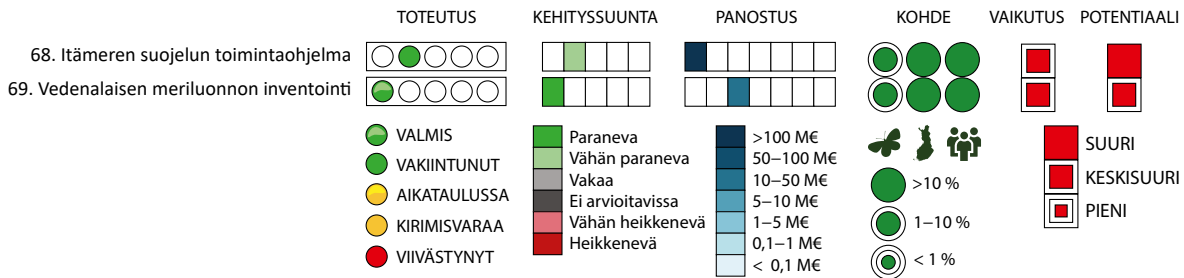 TOTEUTUS KEHITYSSUUNTA PANOSTUS KOHDE VAIKUTUS POTENTIAALI
68. Itämeren suojelun toimintaohjelma
69. Vedenalaisen meriluonnon inventointi
VALMIS
VAKIINTUNUT
AIKATAULUSSA
KIRIMISVARAA
VIIVÄSTYNYT
Paraneva
Vähän paraneva
Vakaa
Ei arvioitavissa
Vähän heikkenevä
Heikkenevä
>100 M€
50–100 M€
10–50 M€
5–10 M€
1–5 M€
0,1–1 M€
< 0,1 M€
>10 %
1–10 %
< 1 %
SUURI
KESKISUURI
PIENI